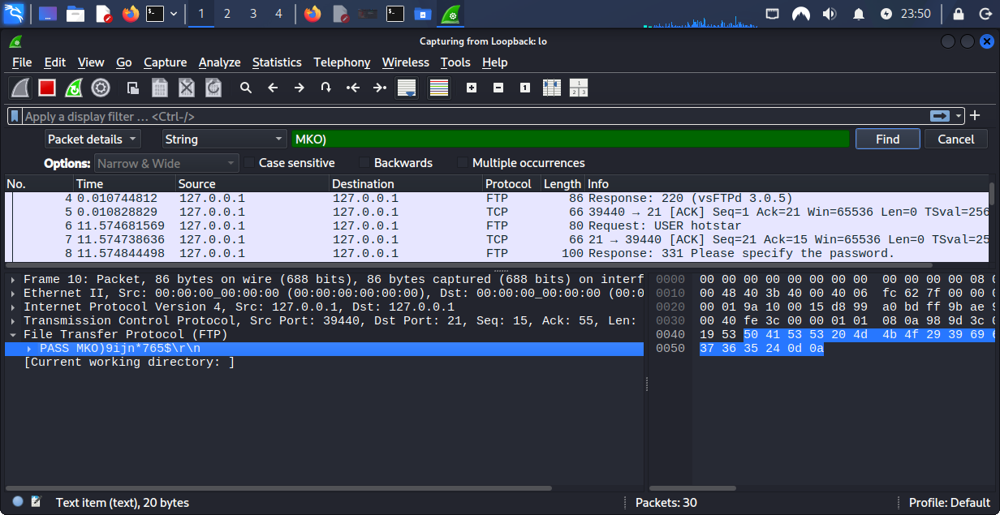 1 2 3 4 23:50
Capturing from Loopback: lo
File Edit View Go Capture Analyze Statistics Telephony Wireless Tools Help
Apply a display filter ... <Ctrl-/>
Packet details String MKO) Find Cancel
Options: Narrow & Wide Case sensitive Backwards Multiple occurrences
No. Time Source Destination Protocol Length Info
4 0.010744812 127.0.0.1 127.0.0.1 FTP 86 Response: 220 (vsFTPd 3.0.5)
5 0.010828829 127.0.0.1 127.0.0.1 TCP 66 39440 → 21 [ACK] Seq=1 Ack=21 Win=65536 Len=0 TSval=256
6 11.574681569 127.0.0.1 127.0.0.1 FTP 80 Request: USER hotstar
7 11.574738636 127.0.0.1 127.0.0.1 TCP 66 21 → 39440 [ACK] Seq=21 Ack=15 Win=65536 Len=0 TSval=25
8 11.574844498 127.0.0.1 127.0.0.1 FTP 100 Response: 331 Please specify the password.
Frame 10: Packet, 86 bytes on wire (688 bits), 86 bytes captured (688 bits) on interf
Ethernet II, Src: 00:00:00_00:00:00 (00:00:00:00:00:00), Dst: 00:00:00_00:00:00 (00:0
Internet Protocol Version 4, Src: 127.0.0.1, Dst: 127.0.0.1
Transmission Control Protocol, Src Port: 39440, Dst Port: 21, Seq: 15, Ack: 55, Len:
File Transfer Protocol (FTP)
PASS MKO)9ijn*765$\r\n
[Current working directory: ]
0000 00 00 00 00 00 00 00 00 00 00 00 00 08 0
0010 00 48 40 3b 40 00 40 06 fc 62 7f 00 00 0
0020 00 01 9a 10 00 15 d8 99 a0 bd ff 9b ae 9
0030 00 40 fe 3c 00 00 01 01 08 0a 98 9d 3c 0
0040 19 53 50 41 53 53 20 4d 4b 4f 29 39 69 6
0050 37 36 35 24 0d 0a
Text item (text), 20 bytes Packets: 30 Profile: Default